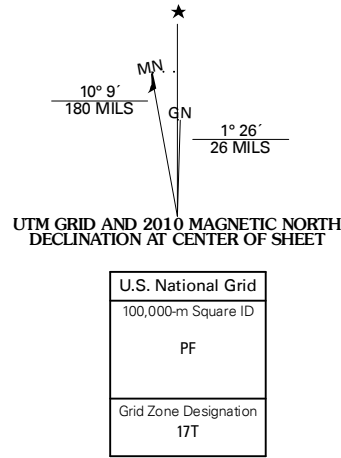 ★
MN
10° 9´
180 MILS
GN
1° 26´
26 MILS
UTM GRID AND 2010 MAGNETIC NORTH
DECLINATION AT CENTER OF SHEET
U.S. National Grid
100,000-m Square ID
PF
Grid Zone Designation
17T